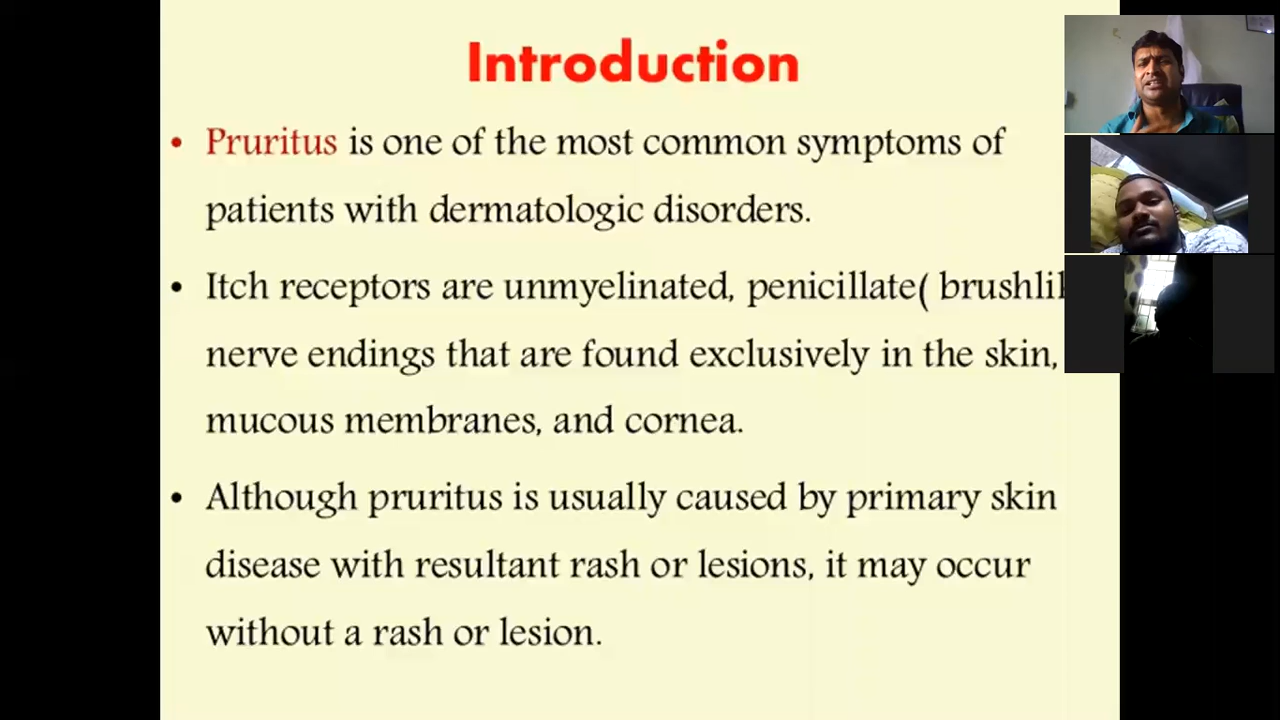 Introduction
• Pruritus is one of the most common symptoms of
patients with dermatologic disorders.
• Itch receptors are unmyelinated, penicillate( brushlik
nerve endings that are found exclusively in the skin,
mucous membranes, and cornea.
• Although pruritus is usually caused by primary skin
disease with resultant rash or lesions, it may occur
without a rash or lesion.